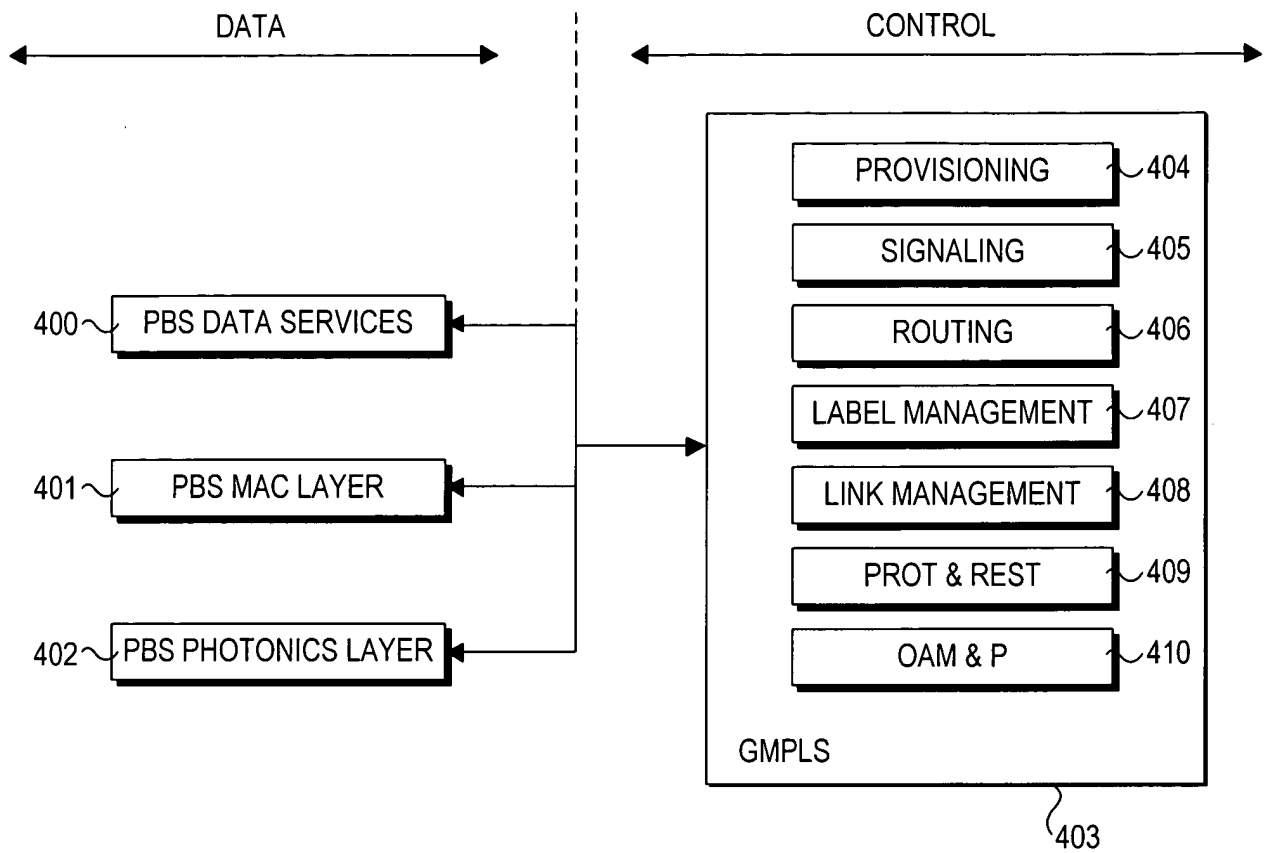 DATA
CONTROL
PROVISIONING 404
SIGNALING 405
400 PBS DATA SERVICES
ROUTING 406
LABEL MANAGEMENT 407
401 PBS MAC LAYER
LINK MANAGEMENT 408
PROT & REST 409
402 PBS PHOTONICS LAYER
OAM & P 410
GMPLS
403